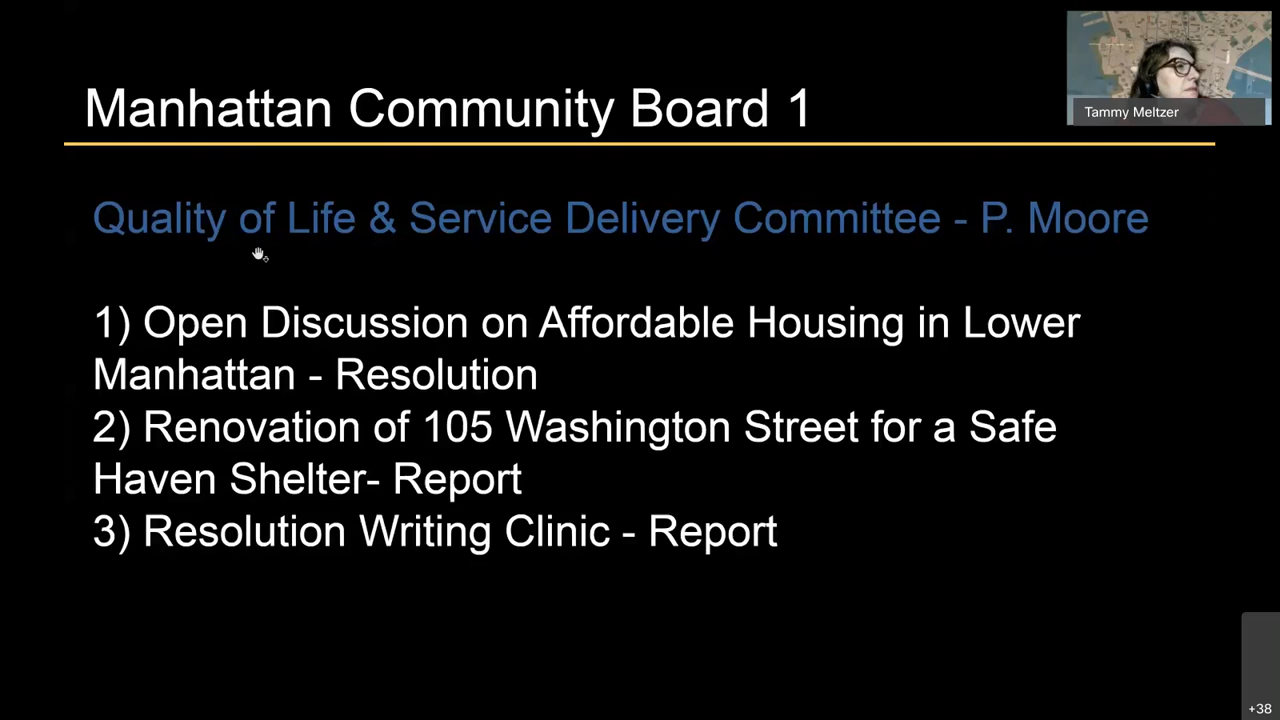 Manhattan Community Board 1
Tammy Meltzer
Quality of Life & Service Delivery Committee - P. Moore
1) Open Discussion on Affordable Housing in Lower
Manhattan - Resolution
2) Renovation of 105 Washington Street for a Safe
Haven Shelter- Report
3) Resolution Writing Clinic - Report
+38